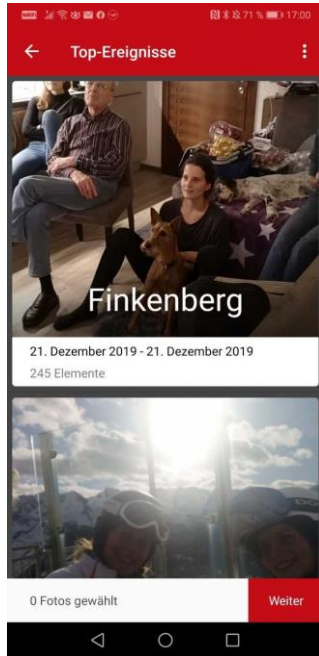 71 % 17:00
Top-Ereignisse
Finkenberg
21. Dezember 2019 - 21. Dezember 2019
245 Elemente
0 Fotos gewählt
Weiter